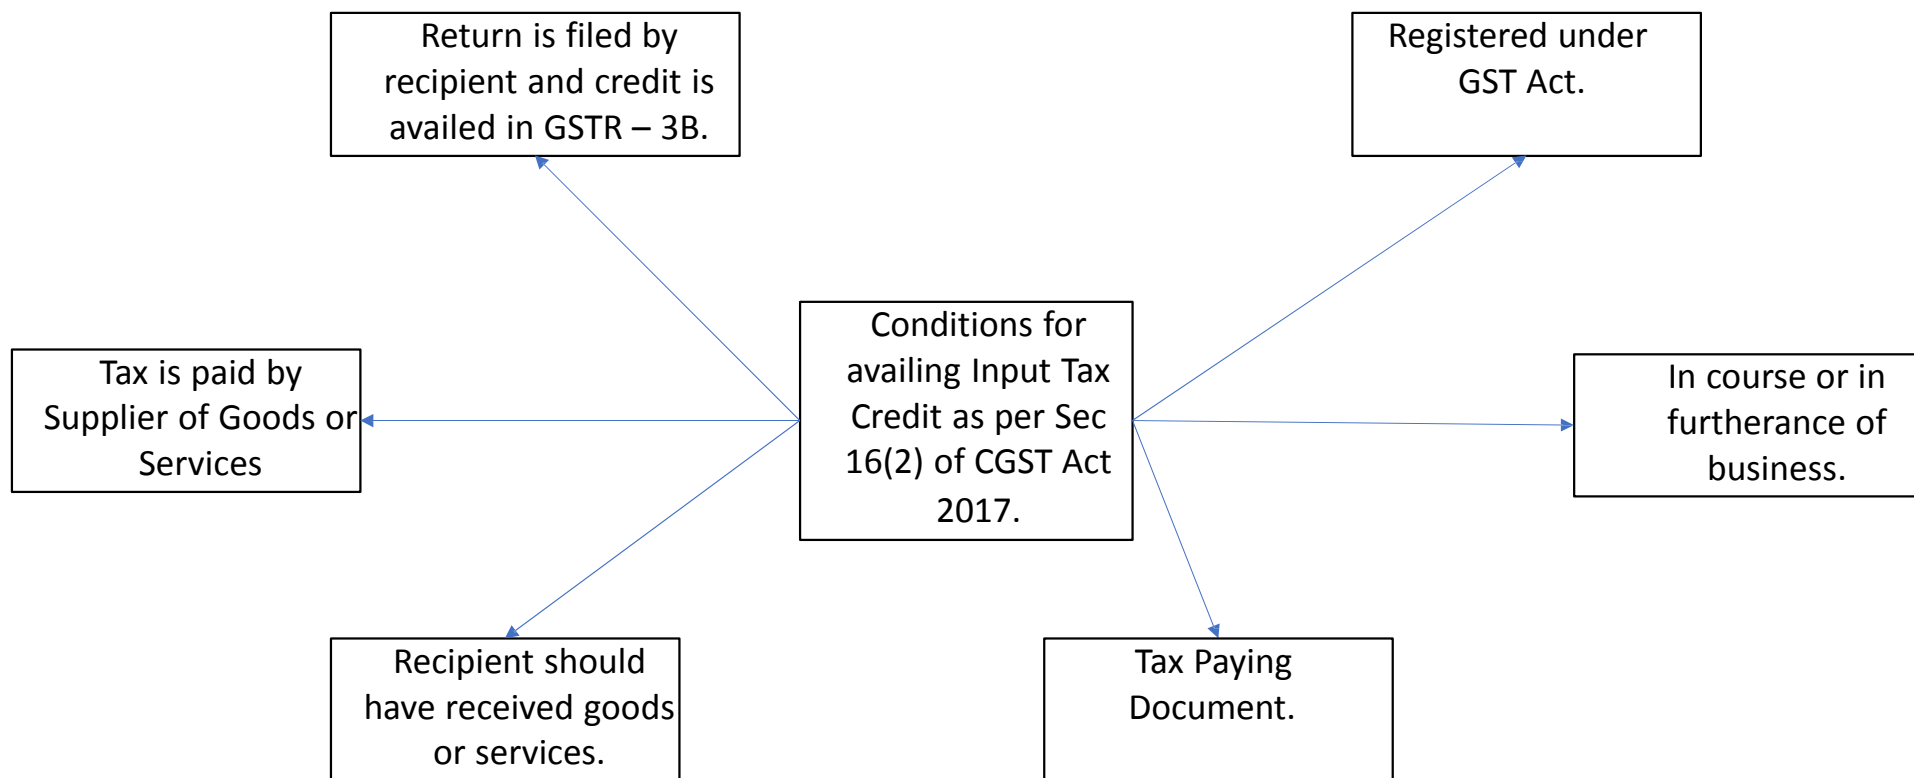 Return is filed by
recipient and credit is
availed in GSTR – 3B.
Registered under
GST Act.
Conditions for
availing Input Tax
Credit as per Sec
16(2) of CGST Act
2017.
Tax is paid by
Supplier of Goods or
Services
In course or in
furtherance of
business.
Recipient should
have received goods
or services.
Tax Paying
Document.